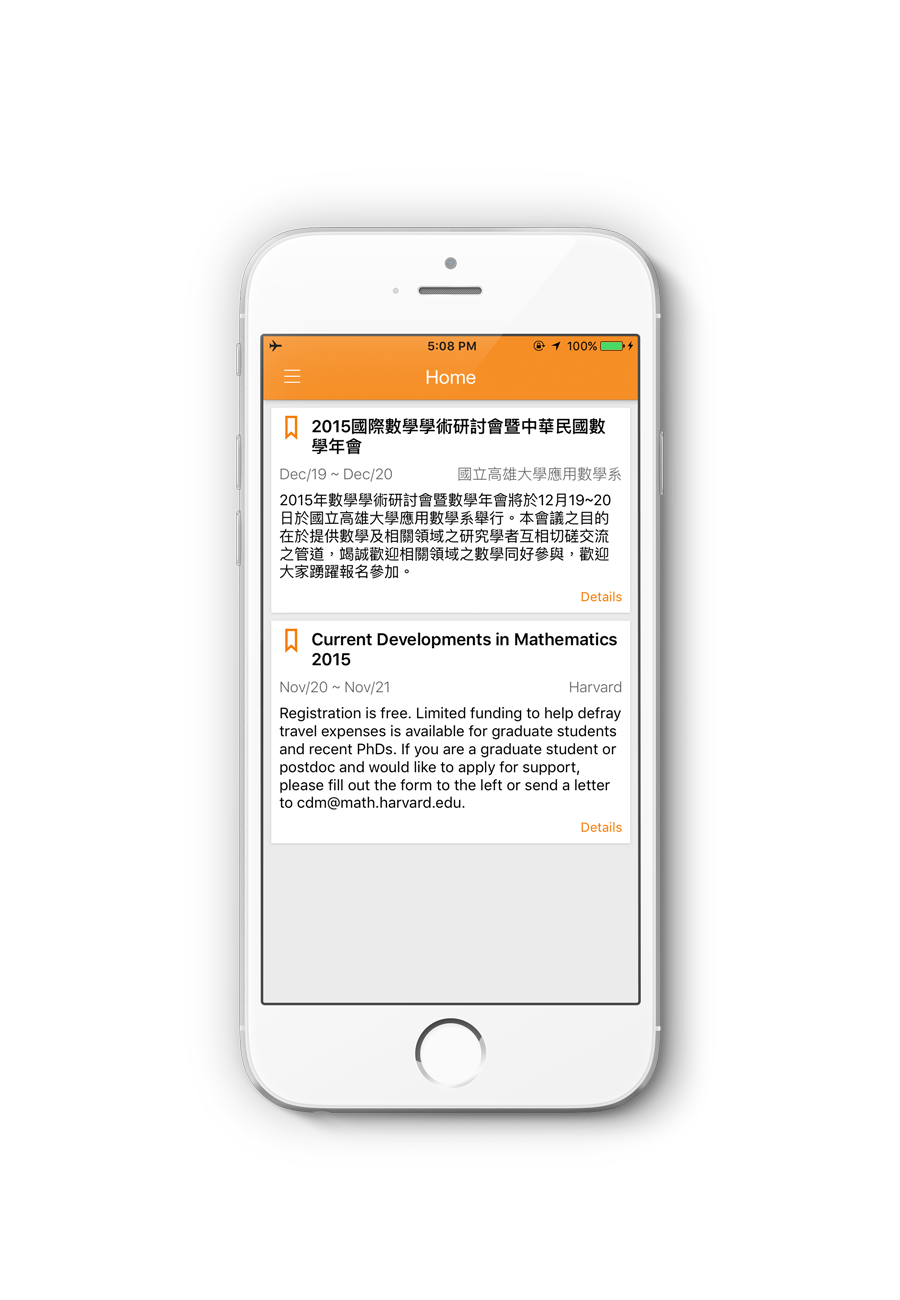 5:08 PM
100%
Home
2015國際數學學術研討會暨中華民國數
學年會
Dec/19 ~ Dec/20
國立高雄大學應用數學系
2015年數學學術研討會暨數學年會將於12月19~20
日於國立高雄大學應用數學系舉行。本會議之目的
在於提供數學及相關領域之研究學者互相切磋交流
之管道，竭誠歡迎相關領域之數學同好參與，歡迎
大家踴躍報名參加。
Details
Current Developments in Mathematics
2015
Nov/20 ~ Nov/21
Harvard
Registration is free. Limited funding to help defray
travel expenses is available for graduate students
and recent PhDs. If you are a graduate student or
postdoc and would like to apply for support,
please fill out the form to the left or send a letter
to cdm@math.harvard.edu.
Details